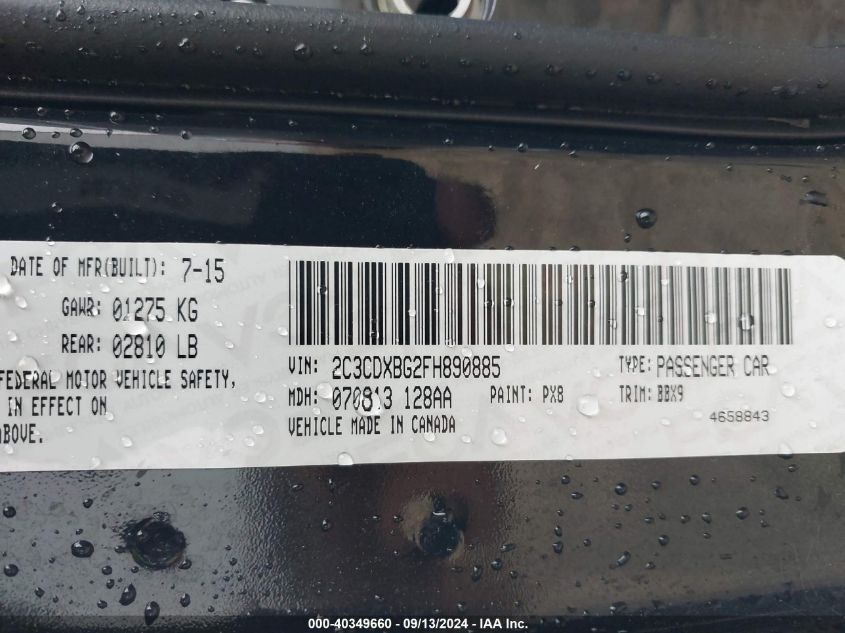 DATE OF MFR(BUILT): 7-15
GAWR: 01275 KG
REAR: 02810 LB
FEDERAL MOTOR VEHICLE SAFETY,
IN EFFECT ON
ABOVE.
VIN: 2C3CDXBG2FH890885
TYPE: PASSENGER CAR
MDH: 070813 128AA
PAINT: PX8
TRIM: BBX9
VEHICLE MADE IN CANADA
4658843
000-40349660 - 09/13/2024 - IAA Inc.